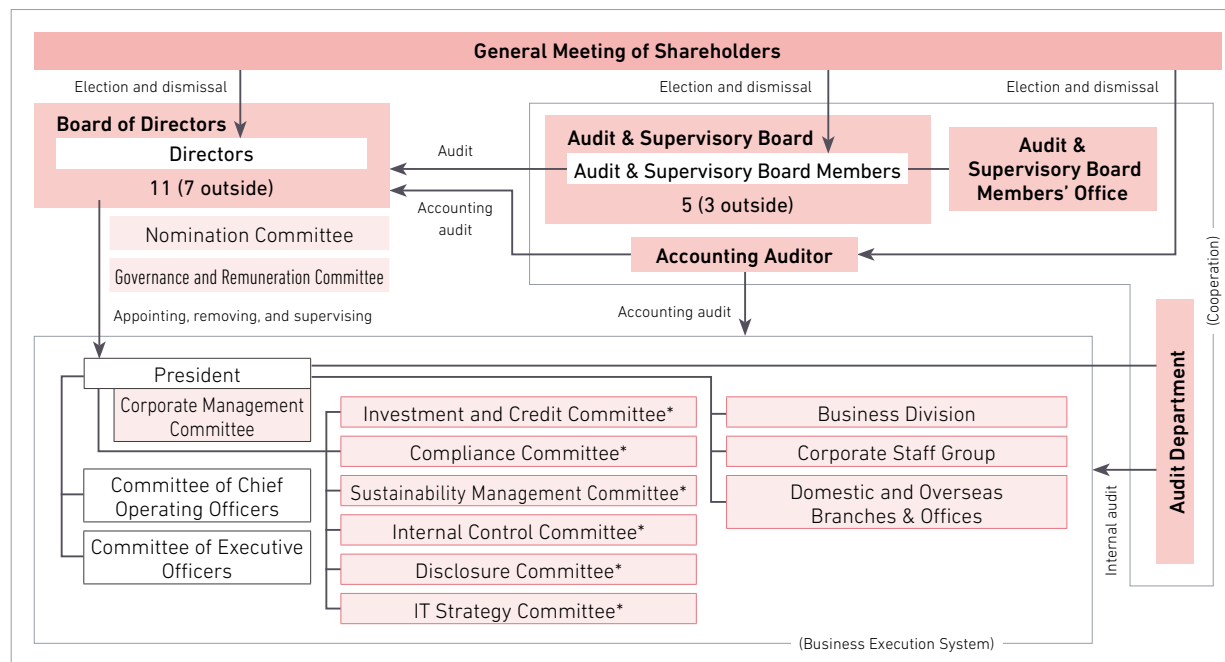 General Meeting of Shareholders
Election and dismissal
Election and dismissal
Election and dismissal
Board of Directors
Directors
11 (7 outside)
Audit
Accounting
audit
Audit & Supervisory Board
Audit & Supervisory Board Members
5 (3 outside)
Audit &
Supervisory Board
Members’ Office
Nomination Committee
Governance and Remuneration Committee
Accounting Auditor
(Cooperation)
Appointing, removing, and supervising
Accounting audit
President
Corporate Management
Committee
Committee of Chief
Operating Officers
Committee of Executive
Officers
Investment and Credit Committee*
Compliance Committee*
Sustainability Management Committee*
Internal Control Committee*
Disclosure Committee*
IT Strategy Committee*
Business Division
Corporate Staff Group
Domestic and Overseas
Branches & Offices
Internal audit
Audit Department
(Business Execution System)